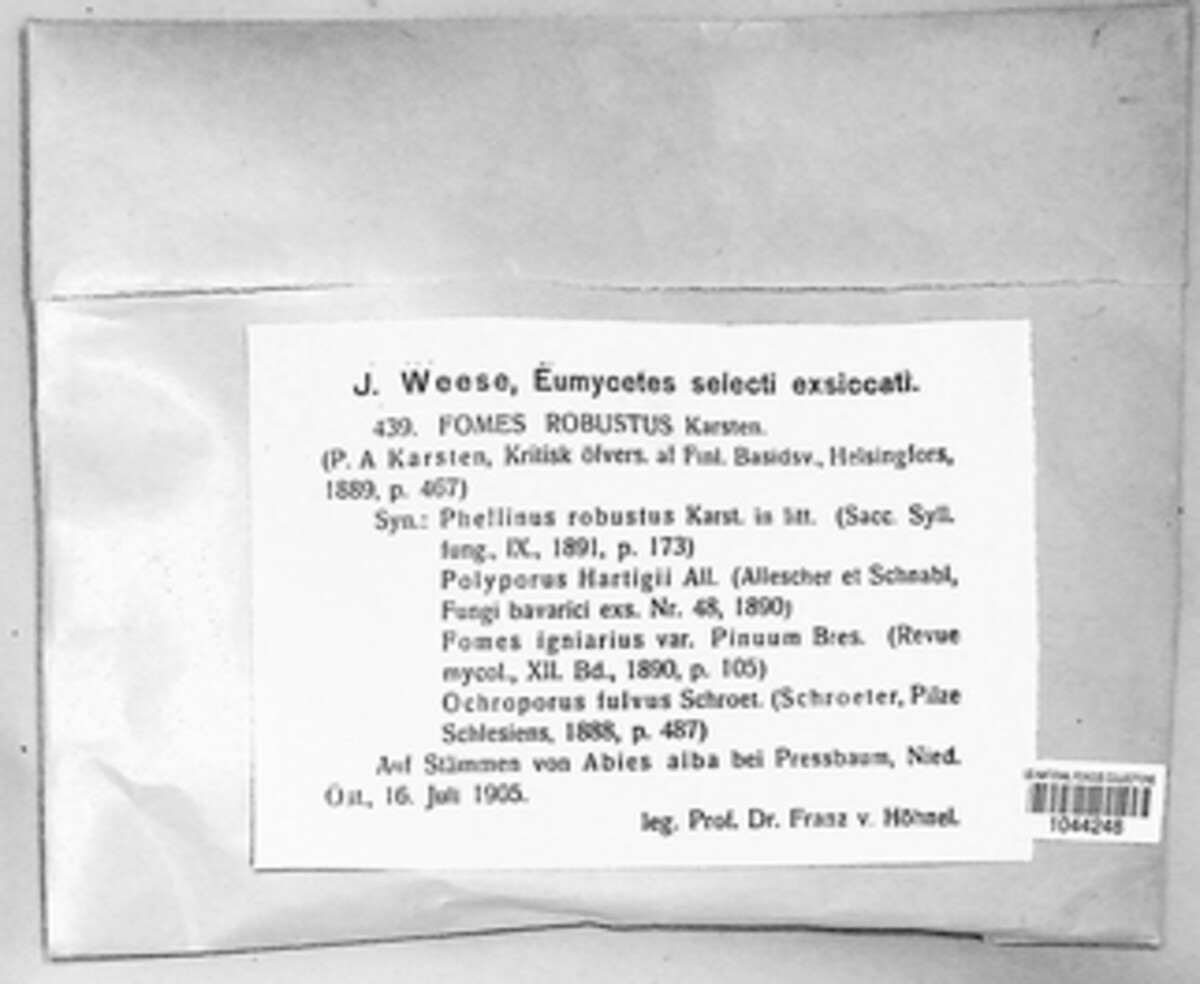 J. Weese, Eumycetes selecti exsiccati.
439. FOMES ROBUSTUS Karsten.
(P. A Karsten, Kritisk öfvers. af Finl. Basidsv., Helsingfors,
1889, p. 467)
Syn.: Phellinus robustus Karst. in litt. (Sacc. Syll.
fung., IX., 1891, p. 173)
Polyporus Hartigii All. (Allescher et Schnabl,
Fungi bavarici exs. Nr. 48, 1890)
Fomes igniarius var. Pinuum Bres. (Revue
mycol., XII. Bd., 1890, p. 105)
Ochroporus fulvus Schroet. (Schroeter, Pilze
Schlesiens, 1888, p. 487)
Auf Stämmen von Abies alba bei Pressbaum, Nied.
Öst., 16. Juli 1905.
leg. Prof. Dr. Franz v. Höhnel.
US NATIONAL FUNGUS COLLECTIONS
1044248